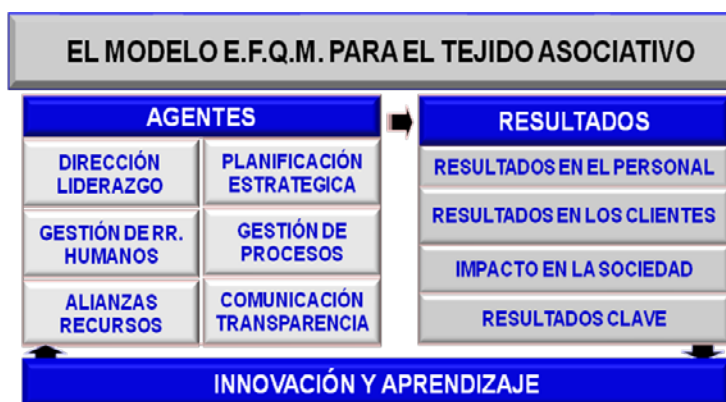 EL MODELO E.F.Q.M. PARA EL TEJIDO ASOCIATIVO
AGENTES
DIRECCIÓN
LIDERAZGO
PLANIFICACIÓN
ESTRATEGICA
GESTIÓN DE RR.
HUMANOS
GESTIÓN DE
PROCESOS
ALIANZAS
RECURSOS
COMUNICACIÓN
TRANSPARENCIA
RESULTADOS
RESULTADOS EN EL PERSONAL
RESULTADOS EN LOS CLIENTES
IMPACTO EN LA SOCIEDAD
RESULTADOS CLAVE
INNOVACIÓN Y APRENDIZAJE